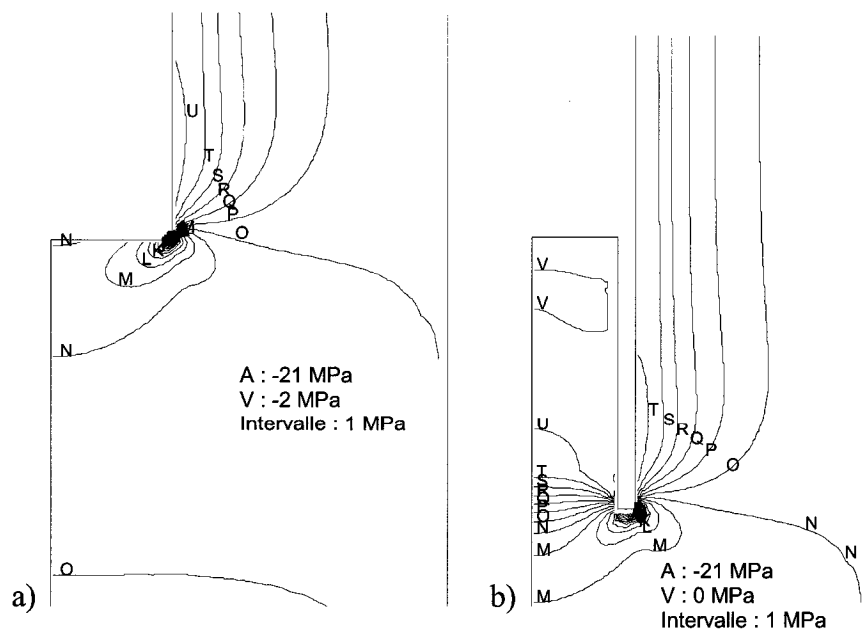 U
T
S
R
Q
P
O
N
K
L
M
N
A : -21 MPa
V : -2 MPa
Intervalle : 1 MPa
O
a)
V
V
U
T
S
R
Q
P
O
N
M
M
T
S
R
Q
P
O
L
M
N
N
A : -21 MPa
V : 0 MPa
Intervalle : 1 MPa
b)